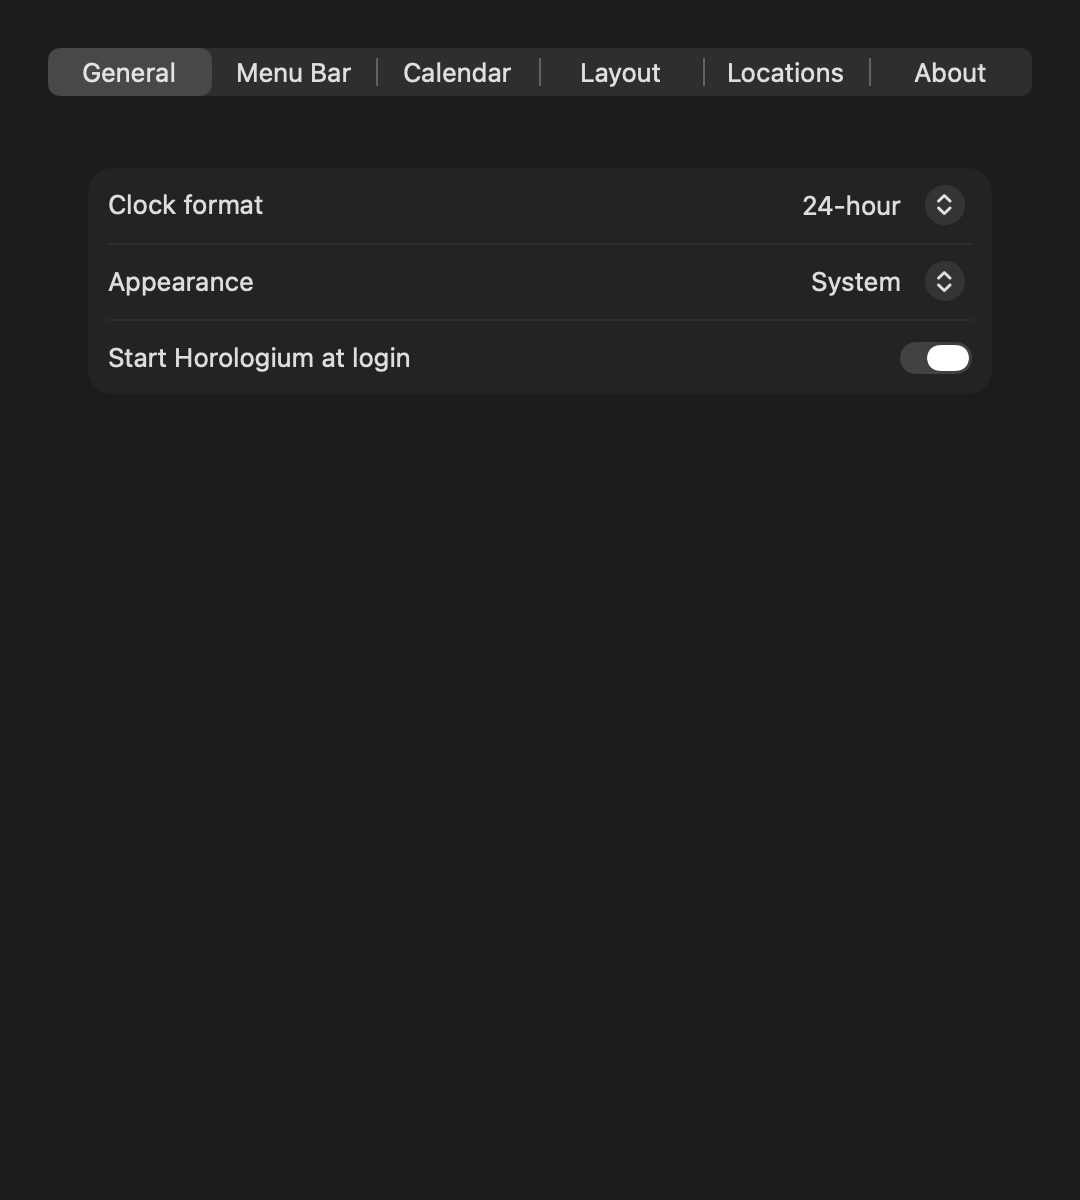 General Menu Bar Calendar Layout Locations About
Clock format 24-hour
Appearance System
Start Horologium at login